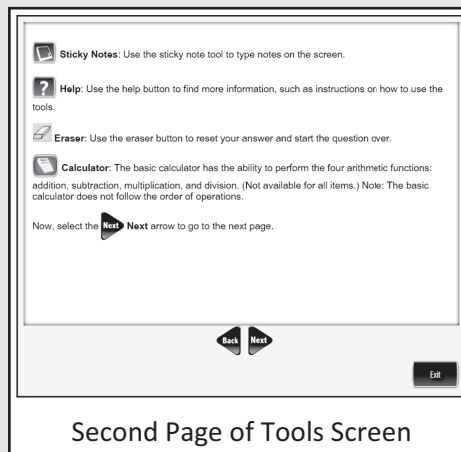 Sticky Notes: Use the sticky note tool to type notes on the screen.
? Help: Use the help button to find more information, such as instructions on how to use the
tools.
Eraser: Use the eraser button to reset your answer and start the question over.
Calculator: The basic calculator has the ability to perform the four arithmetic functions:
addition, subtraction, multiplication, and division. (Not available for all items.) Note: The basic
calculator does not follow the order of operations.
Now, select the Next Next arrow to go to the next page.
Back Next
Exit
Second Page of Tools Screen